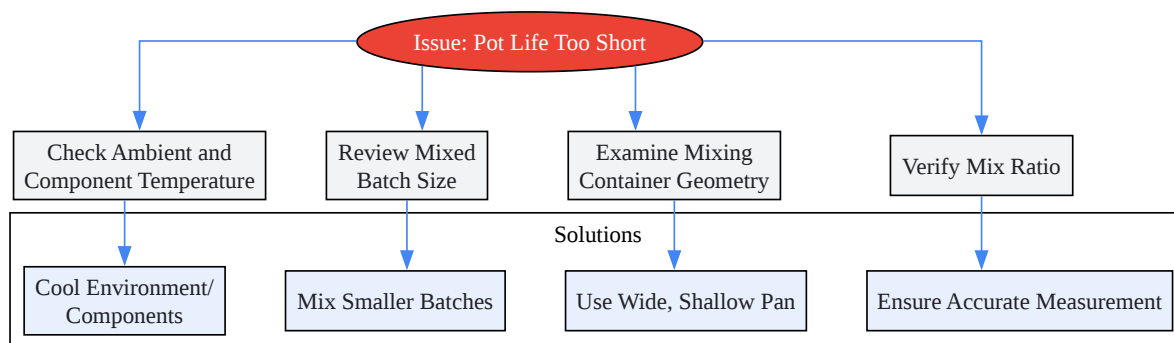 Issue: Pot Life Too Short
Check Ambient and
Component Temperature
Review Mixed
Batch Size
Examine Mixing
Container Geometry
Verify Mix Ratio
Solutions
Cool Environment/
Components
Mix Smaller Batches
Use Wide, Shallow Pan
Ensure Accurate Measurement